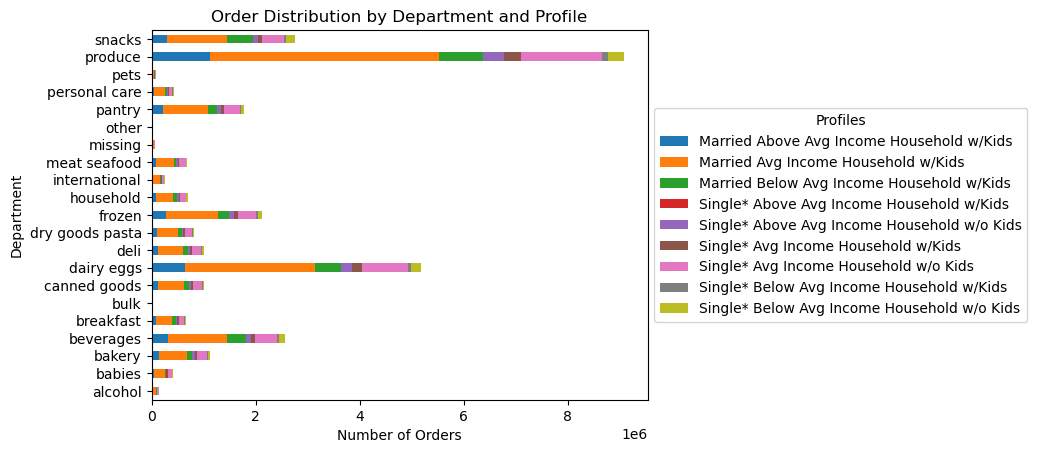 Order Distribution by Department and Profile
Department
snacks
produce
pets
personal care
pantry
other
missing
meat seafood
international
household
frozen
dry goods pasta
deli
dairy eggs
canned goods
bulk
breakfast
beverages
bakery
babies
alcohol
0 2 4 6 8
1e6
Number of Orders
Profiles
Married Above Avg Income Household w/Kids
Married Avg Income Household w/Kids
Married Below Avg Income Household w/Kids
Single* Above Avg Income Household w/Kids
Single* Above Avg Income Household w/o Kids
Single* Avg Income Household w/Kids
Single* Avg Income Household w/o Kids
Single* Below Avg Income Household w/Kids
Single* Below Avg Income Household w/o Kids